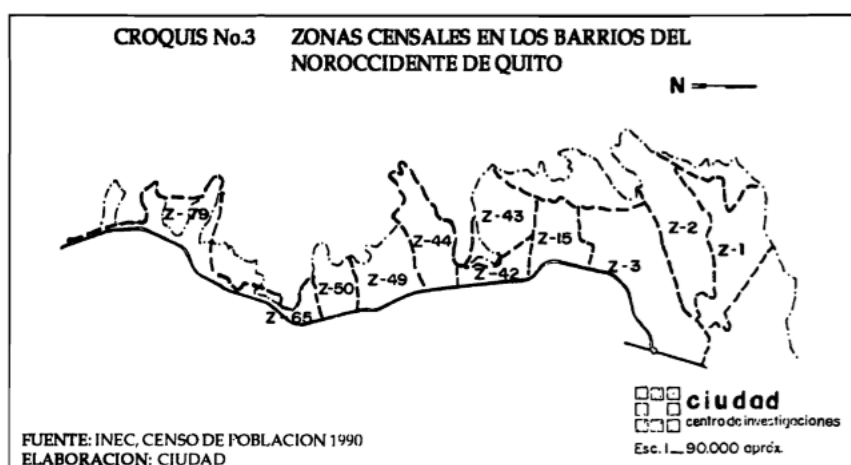 CROQUIS No.3 ZONAS CENSALES EN LOS BARRIOS DEL
NOROCCIDENTE DE QUITO
N
Z-79
Z-43
Z-2
Z-44
Z-15
Z-1
Z-49
Z-42
Z-3
Z-50
Z-65
ciudad
centro de investigaciones
Esc. 1_90.000 apróx.
FUENTE: INEC, CENSO DE POBLACION 1990
ELABORACION: CIUDAD